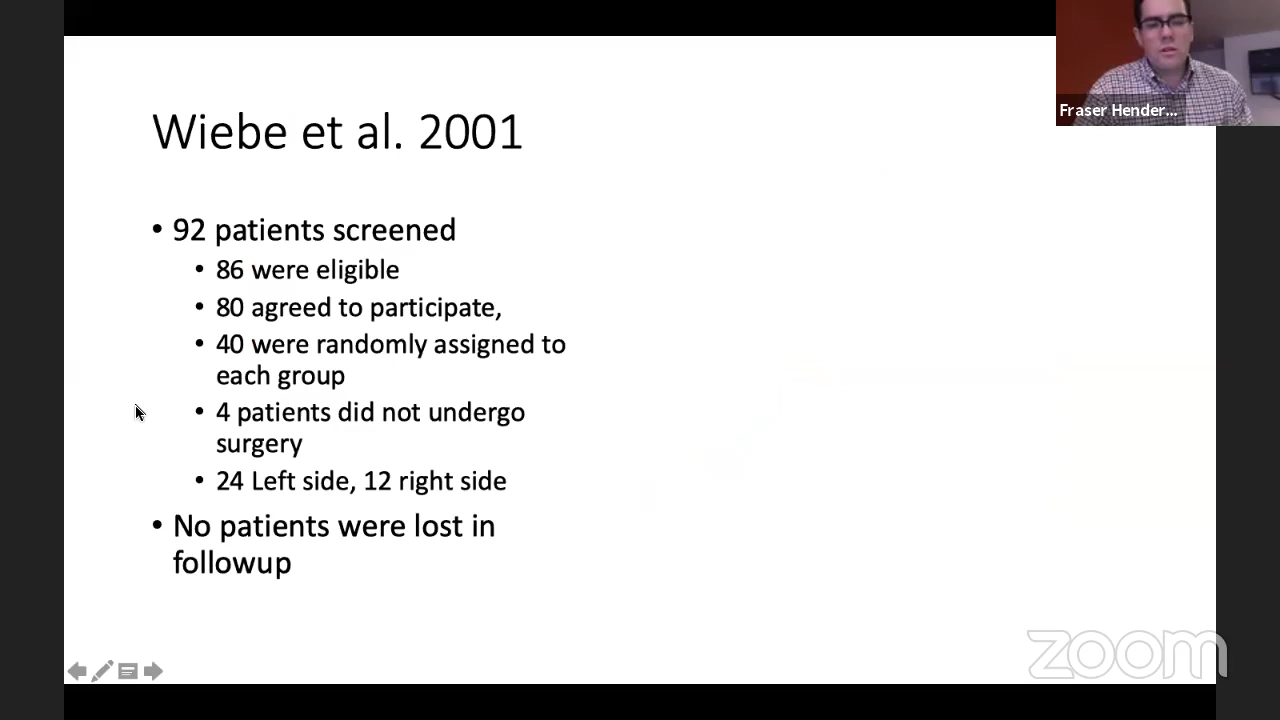 Fraser Hender...
Wiebe et al. 2001
• 92 patients screened
• 86 were eligible
• 80 agreed to participate,
• 40 were randomly assigned to
each group
• 4 patients did not undergo
surgery
• 24 Left side, 12 right side
• No patients were lost in
followup
zoom